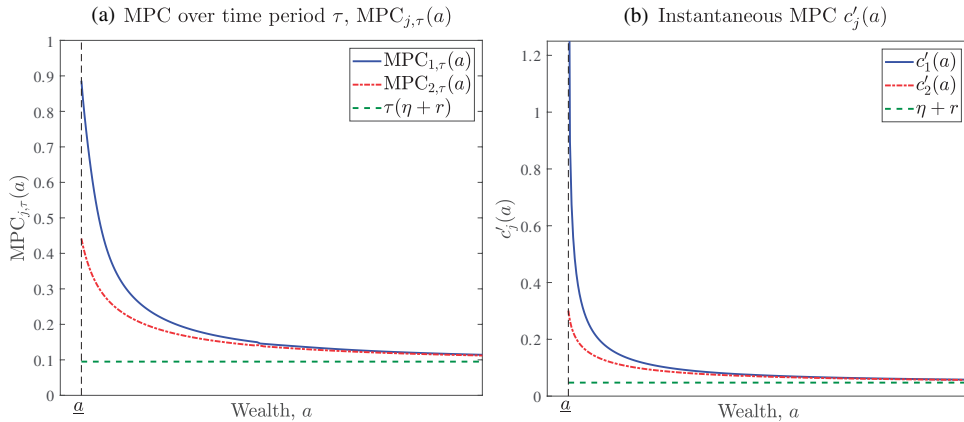 (a) MPC over time period τ, MPC_{j,τ}(a)
1
0.9
0.8
0.7
0.6
0.5
0.4
0.3
0.2
0.1
0
MPC_{j,τ}(a)
MPC_{1,τ}(a)
MPC_{2,τ}(a)
τ(η + r)
a̲
Wealth, a
(b) Instantaneous MPC c′_j(a)
1.2
1
0.8
0.6
0.4
0.2
0
c′_j(a)
c′_1(a)
c′_2(a)
η + r
a̲
Wealth, a